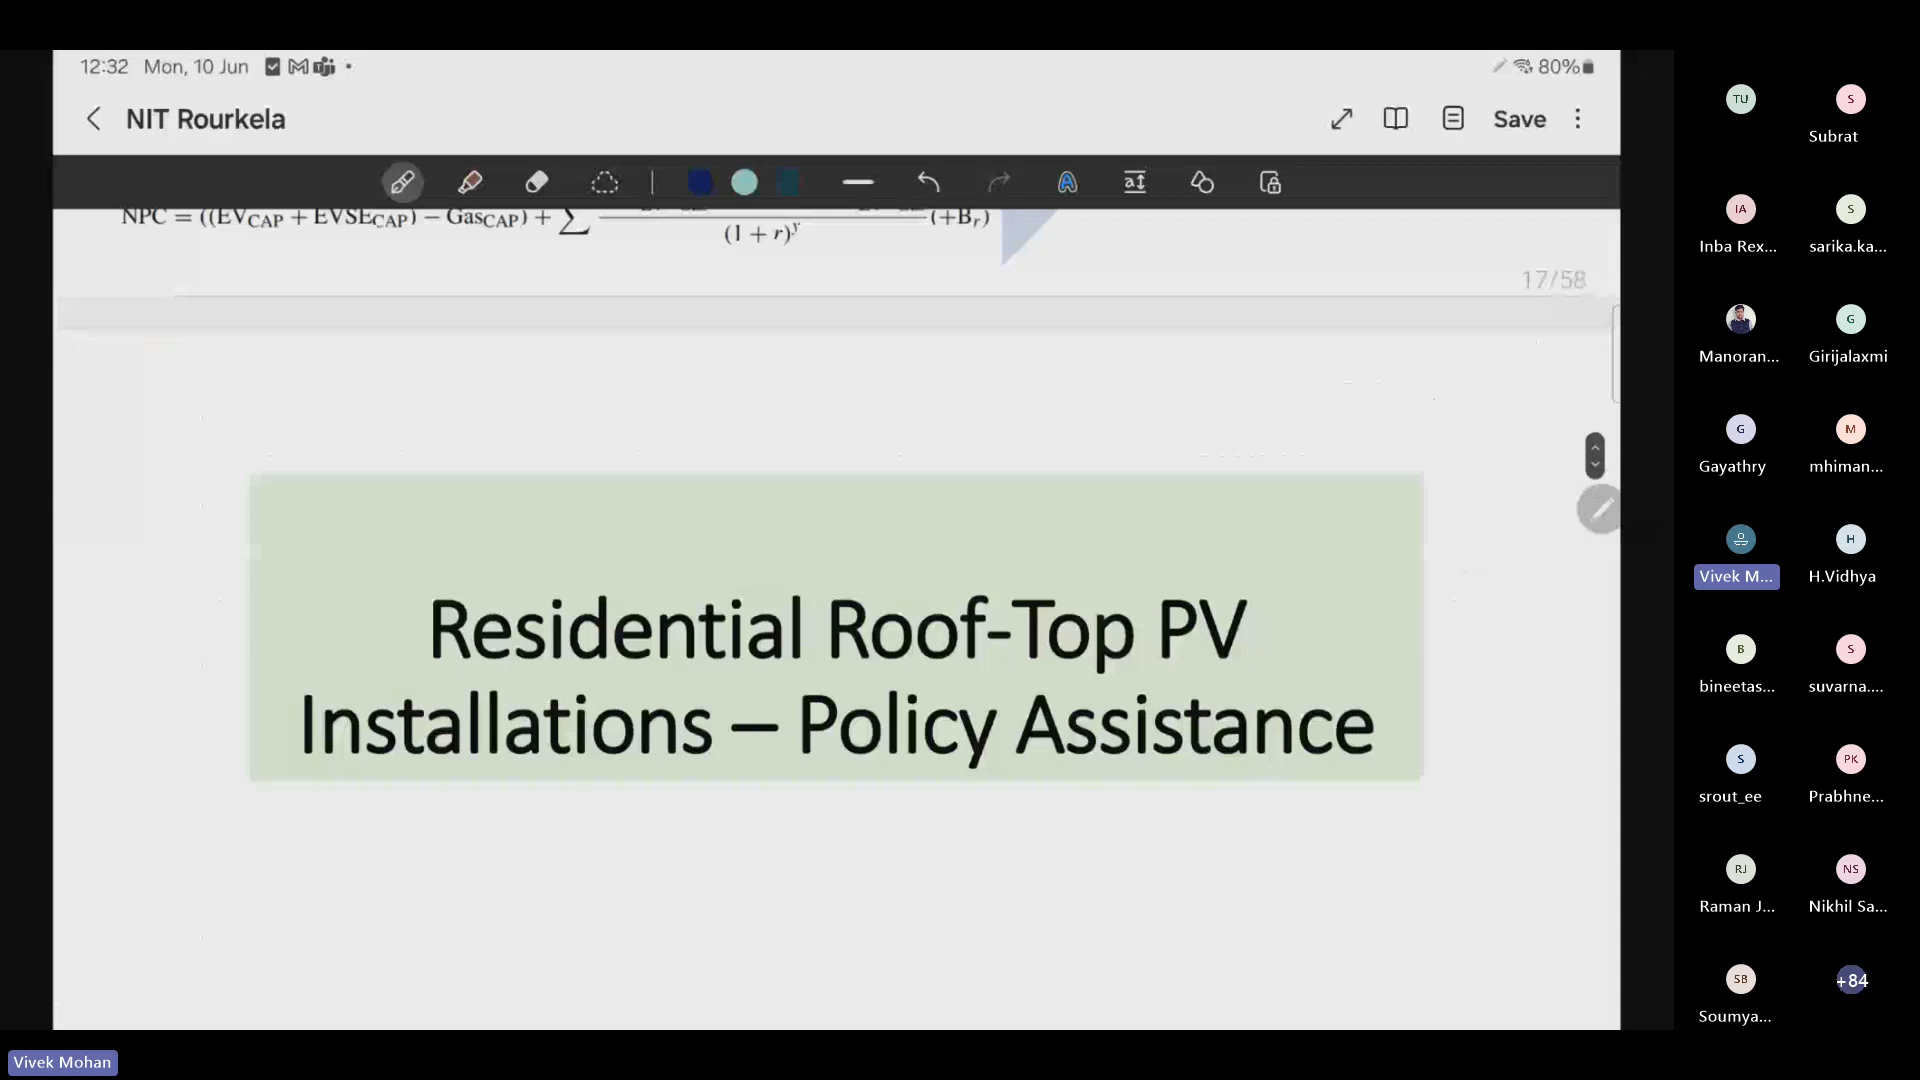 12:32 Mon, 10 Jun
80%
NIT Rourkela
Save
NPC = ((EV_CAP + EVSE_CAP) − Gas_CAP) + ∑ (1 + r)^y (+B_r)
17/58
Residential Roof-Top PV
Installations – Policy Assistance
TU
S
Subrat
IA
S
Inba Rex...
sarika.ka...
G
Manoran...
Girijalaxmi
G
M
Gayathry
mhiman...
H
Vivek M...
H.Vidhya
B
S
bineetas...
suvarna....
S
PK
srout_ee
Prabhne...
RJ
NS
Raman J...
Nikhil Sa...
SB
+84
Soumya...
Vivek Mohan